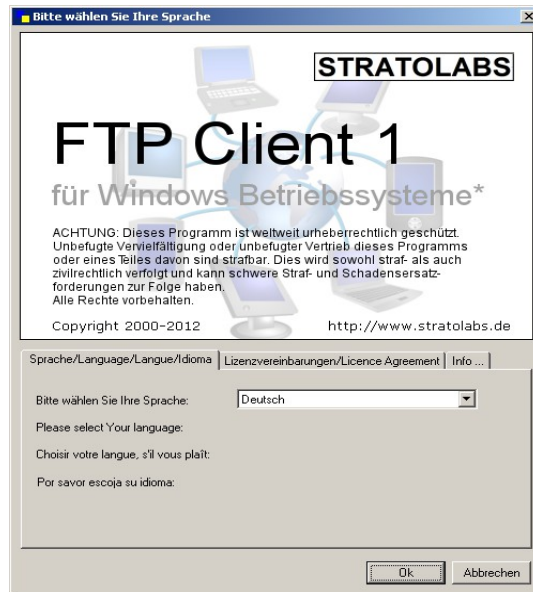 Bitte wählen Sie Ihre Sprache
STRATOLABS
FTP Client 1
für Windows Betriebssysteme*
ACHTUNG: Dieses Programm ist weltweit urheberrechtlich geschützt.
Unbefugte Vervielfältigung oder unbefugter Vertrieb dieses Programms
oder eines Teiles davon sind strafbar. Dies wird sowohl straf- als auch
zivilrechtlich verfolgt und kann schwere Straf- und Schadensersatz-
forderungen zur Folge haben.
Alle Rechte vorbehalten.
Copyright 2000-2012 http://www.stratolabs.de
Sprache/Language/Langue/Idioma Lizenzvereinbarungen/Licence Agreement Info ...
Bitte wählen Sie Ihre Sprache: Deutsch
Please select Your language:
Choisir votre langue, s'il vous plaît:
Por savor escoja su idioma:
Ok Abbrechen